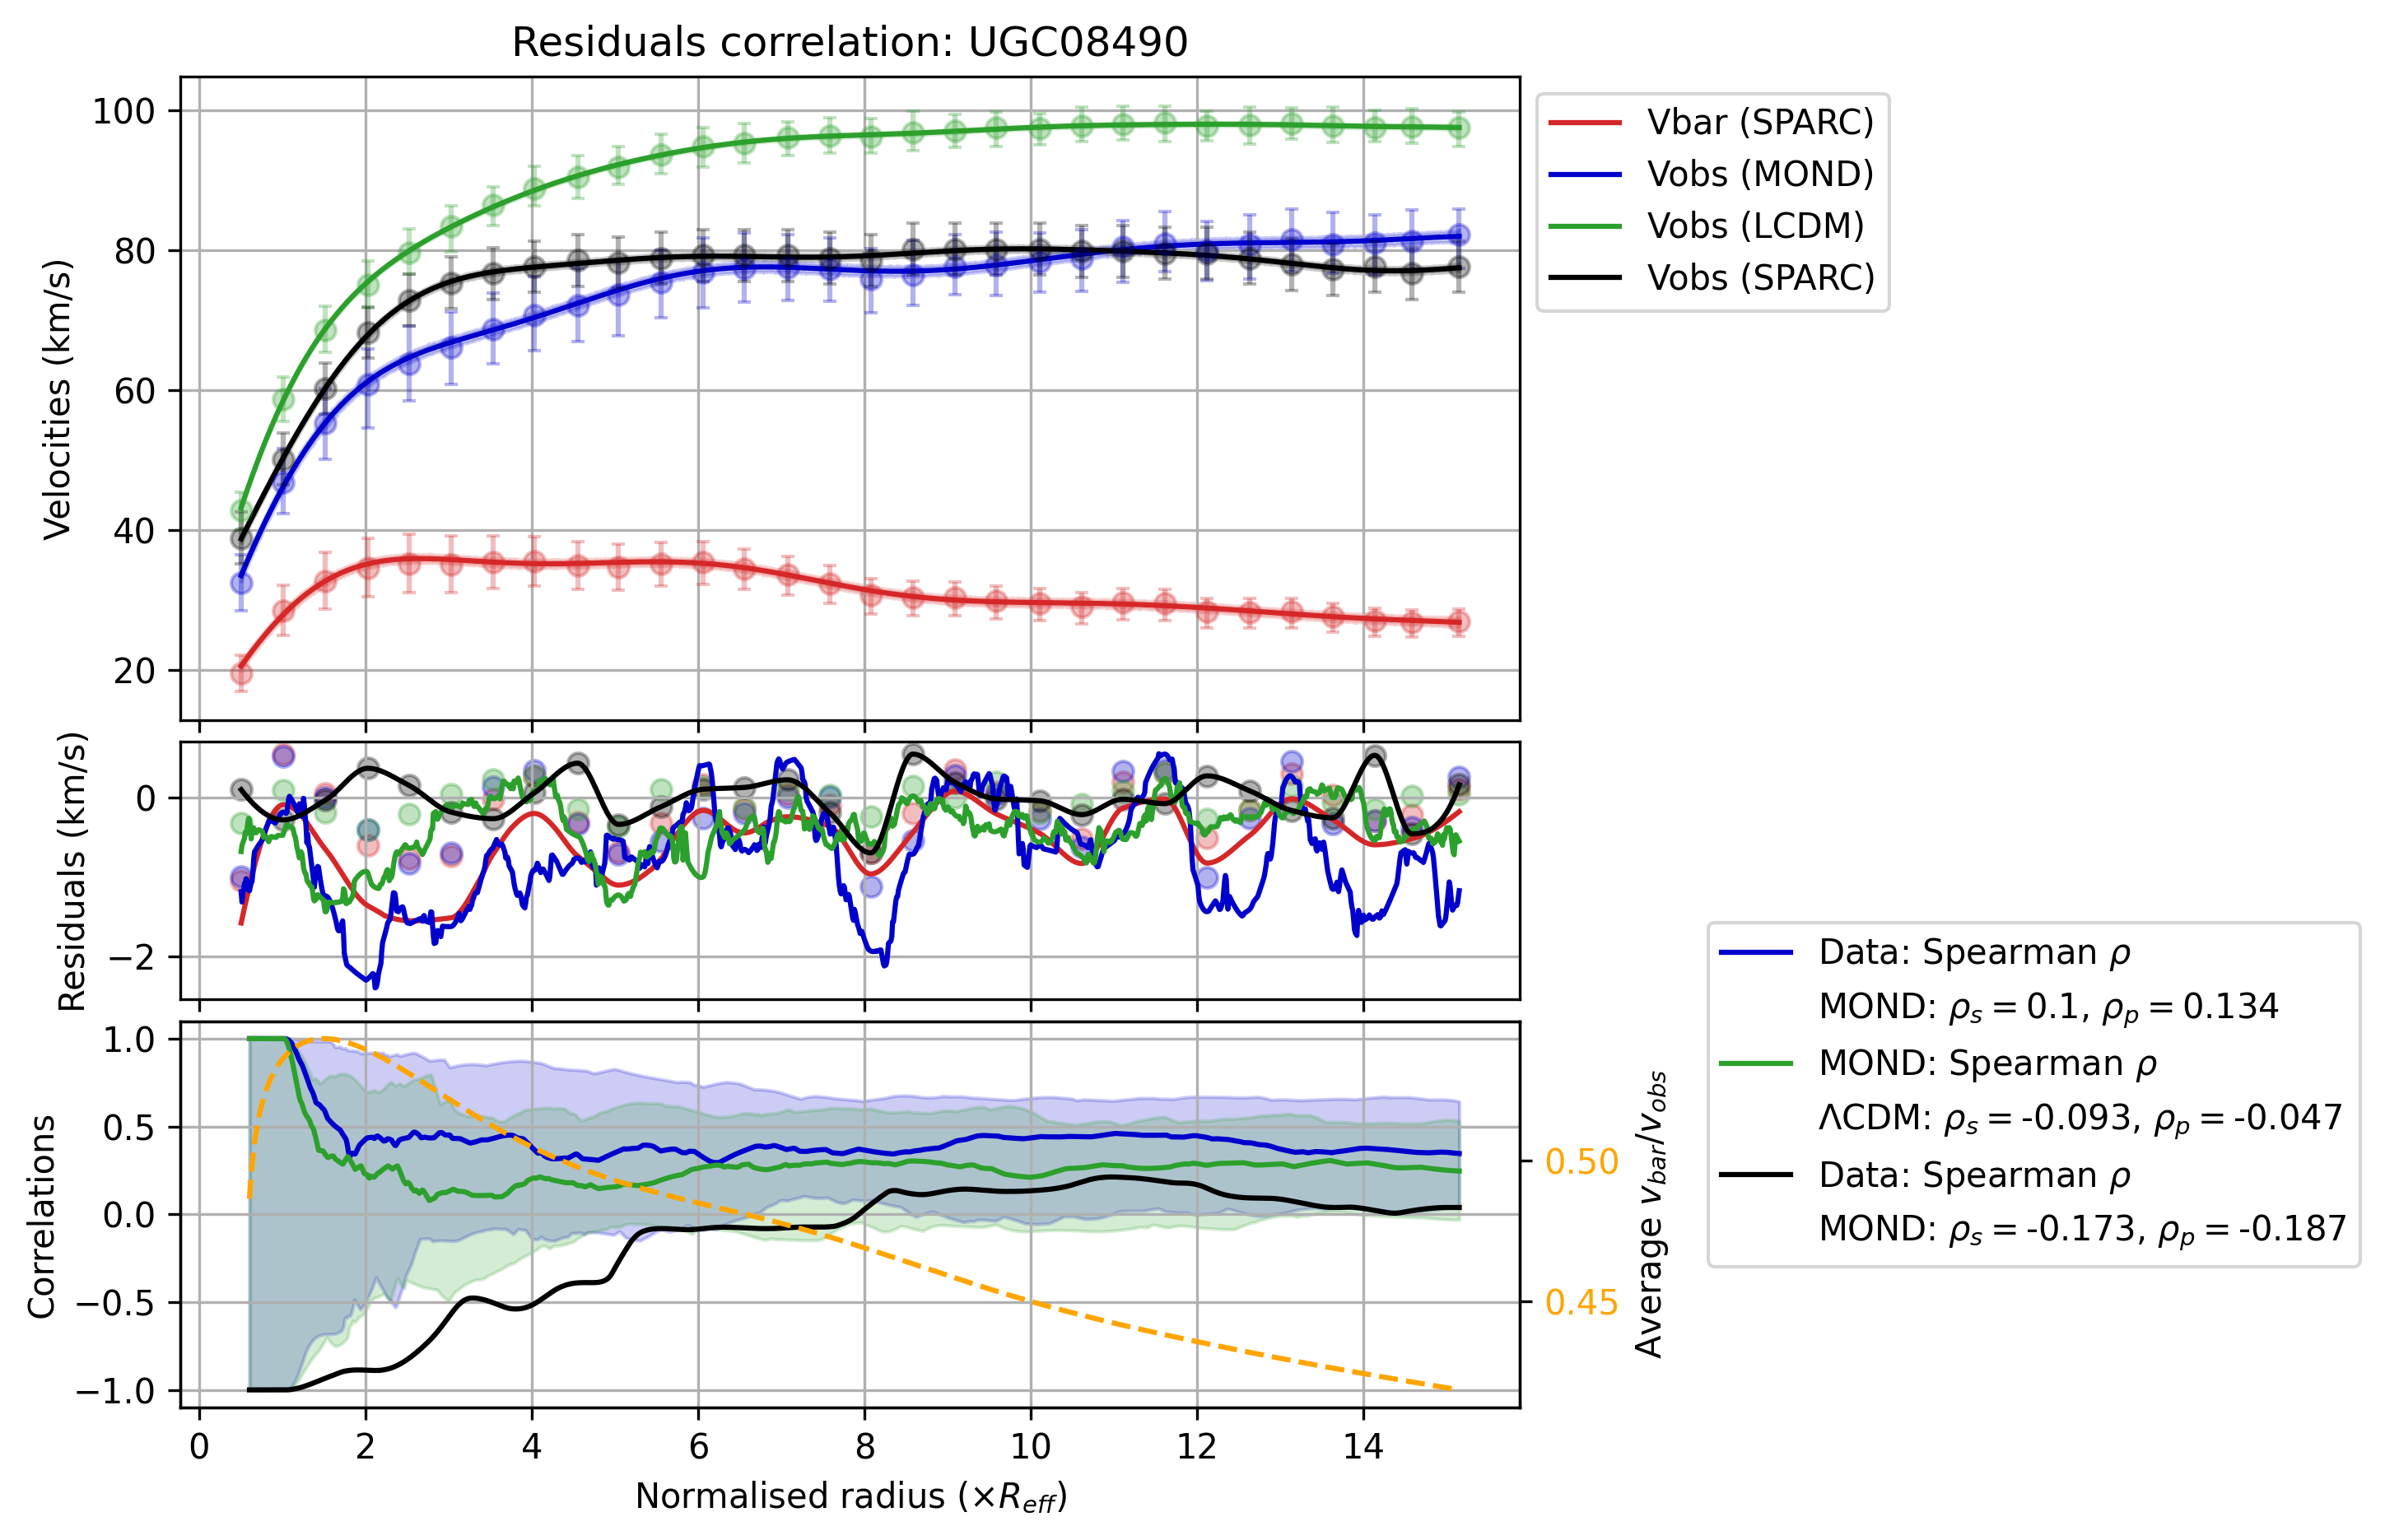 Residuals correlation: UGC08490
Velocities (km/s)
100
80
60
40
20
Vbar (SPARC)
Vobs (MOND)
Vobs (LCDM)
Vobs (SPARC)
Residuals (km/s)
0
−2
Correlations
1.0
0.5
0.0
−0.5
−1.0
0.50
0.45
Average v_bar/v_obs
Data: Spearman ρ
MOND: ρ_s = 0.1, ρ_p = 0.134
MOND: Spearman ρ
ΛCDM: ρ_s = -0.093, ρ_p = -0.047
Data: Spearman ρ
MOND: ρ_s = -0.173, ρ_p = -0.187
0 2 4 6 8 10 12 14
Normalised radius (×R_eff)